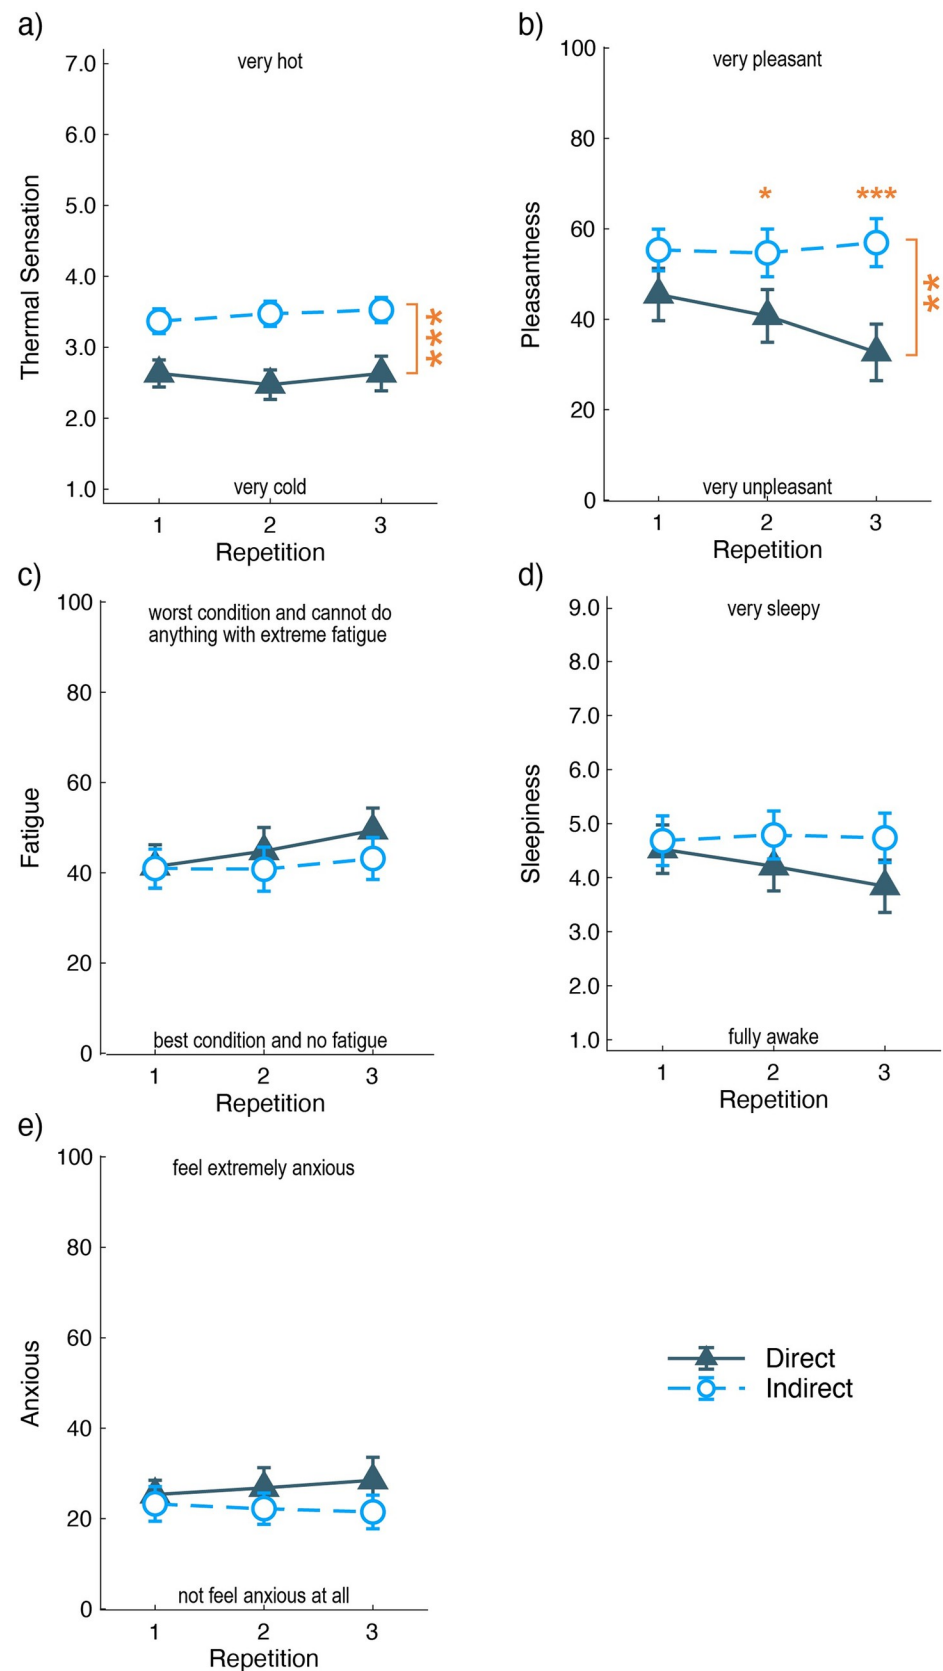 a)
very hot
7.0
6.0
5.0
4.0
3.0
2.0
1.0
Thermal Sensation
***
very cold
1 2 3
Repetition
b)
very pleasant
100
80
60
40
20
0
Pleasantness
* ***
**
very unpleasant
1 2 3
Repetition
c)
worst condition and cannot do
anything with extreme fatigue
100
80
60
40
20
0
Fatigue
best condition and no fatigue
1 2 3
Repetition
d)
very sleepy
9.0
8.0
7.0
6.0
5.0
4.0
3.0
2.0
1.0
Sleepiness
fully awake
1 2 3
Repetition
e)
feel extremely anxious
100
80
60
40
20
0
Anxious
not feel anxious at all
1 2 3
Repetition
Direct
Indirect